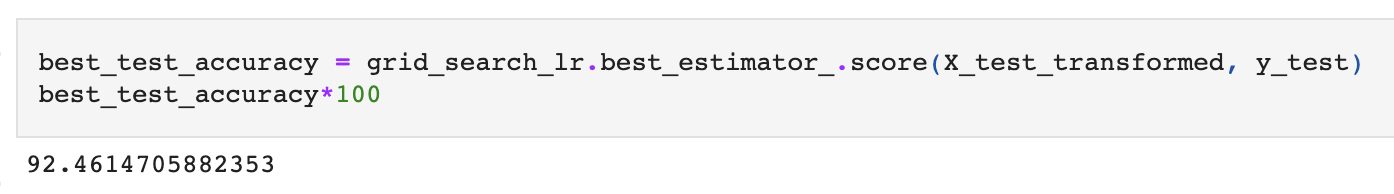 best_test_accuracy = grid_search_lr.best_estimator_.score(X_test_transformed, y_test)
best_test_accuracy*100
92.4614705882353